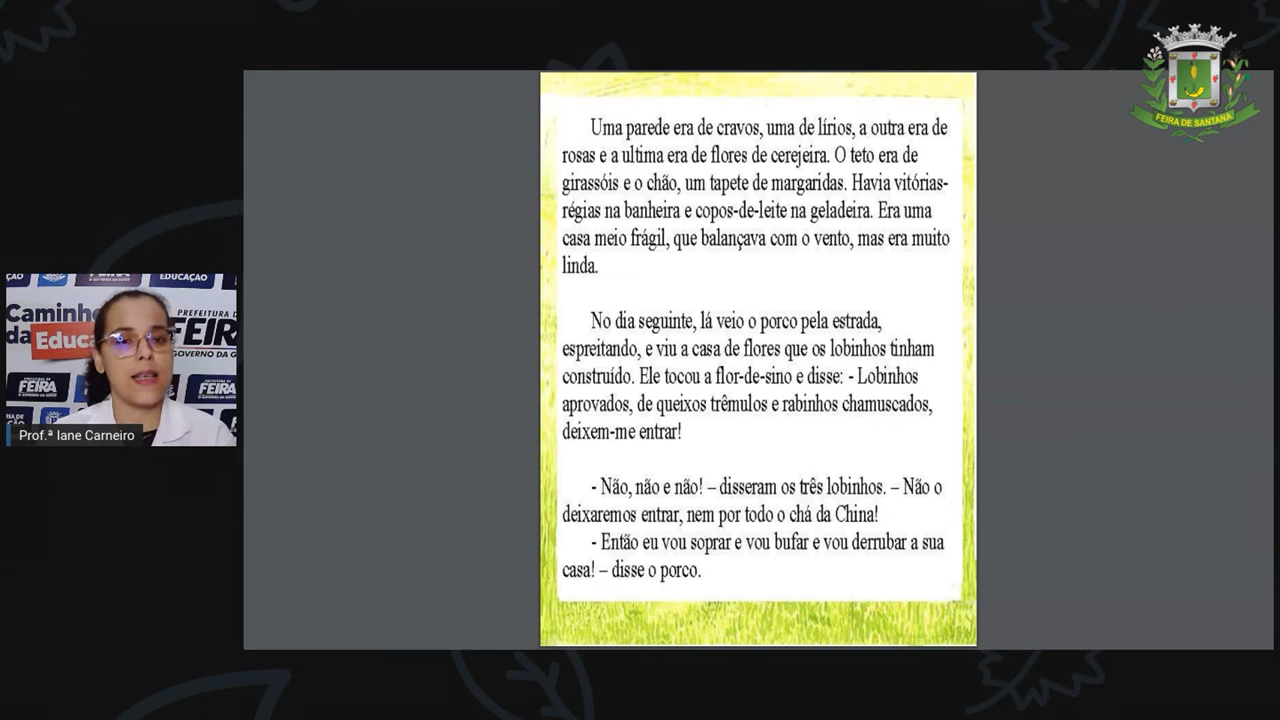 FEIRA DE SANTANA
Uma parede era de cravos, uma de lírios, a outra era de
rosas e a ultima era de flores de cerejeira. O teto era de
girassóis e o chão, um tapete de margaridas. Havia vitórias-
régias na banheira e copos-de-leite na geladeira. Era uma
casa meio frágil, que balançava com o vento, mas era muito
linda.
No dia seguinte, lá veio o porco pela estrada,
espreitando, e viu a casa de flores que os lobinhos tinham
construído. Ele tocou a flor-de-sino e disse: - Lobinhos
aprovados, de queixos trêmulos e rabinhos chamuscados,
deixem-me entrar!
- Não, não e não! – disseram os três lobinhos. – Não o
deixaremos entrar, nem por todo o chá da China!
- Então eu vou soprar e vou bufar e vou derrubar a sua
casa! – disse o porco.
EDUCAÇÃO
Caminho
da Educa
PREFEITURA D
FEIR
GOVERNO DA G
FEIRA
FEIRA
Prof.ª Iane Carneiro